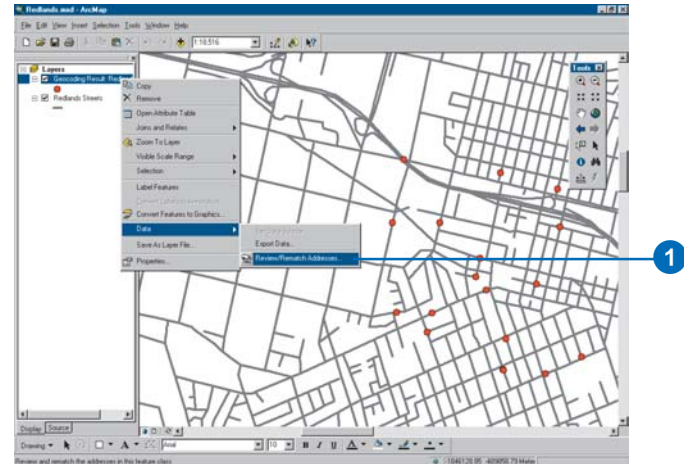 Redlands.mxd - ArcMap
File Edit View Insert Selection Tools Window Help
1:18,516
Layers
Geocoding Result: Redl
Redlands Streets
Copy
Remove
Open Attribute Table
Joins and Relates
Zoom To Layer
Visible Scale Range
Selection
Label Features
Convert Features to Graphics...
Data
Save As Layer File...
Properties...
Export Data...
Review/Rematch Addresses...
Tools
1
Display Source
Drawing
A
Arial
10
B I U A
Review and rematch the addresses in this feature class